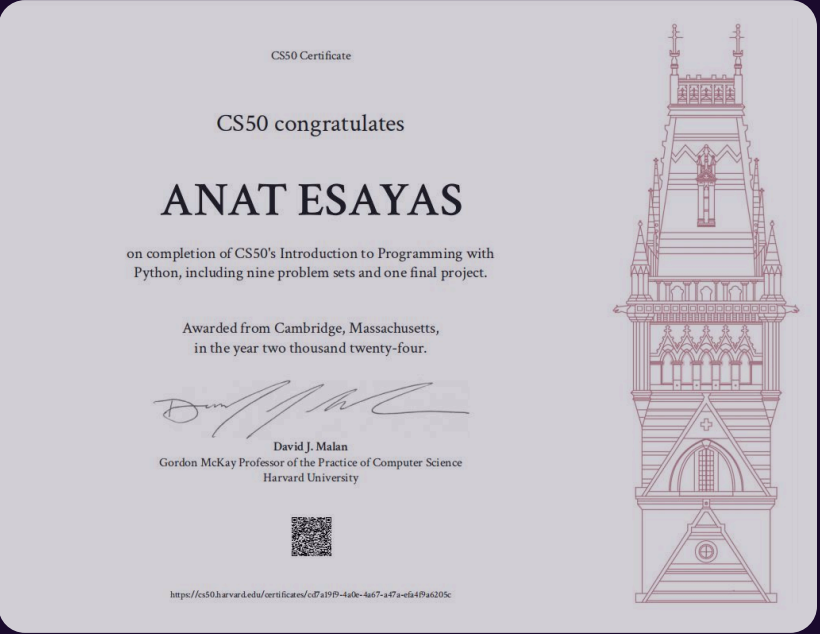 CS50 Certificate
CS50 congratulates
ANAT ESAYAS
on completion of CS50's Introduction to Programming with
Python, including nine problem sets and one final project.
Awarded from Cambridge, Massachusetts,
in the year two thousand twenty-four.
David J. Malan
Gordon McKay Professor of the Practice of Computer Science
Harvard University
https://cs50.harvard.edu/certificates/cd7a19f9-4a0e-4a67-a47a-efa4f9a6205c